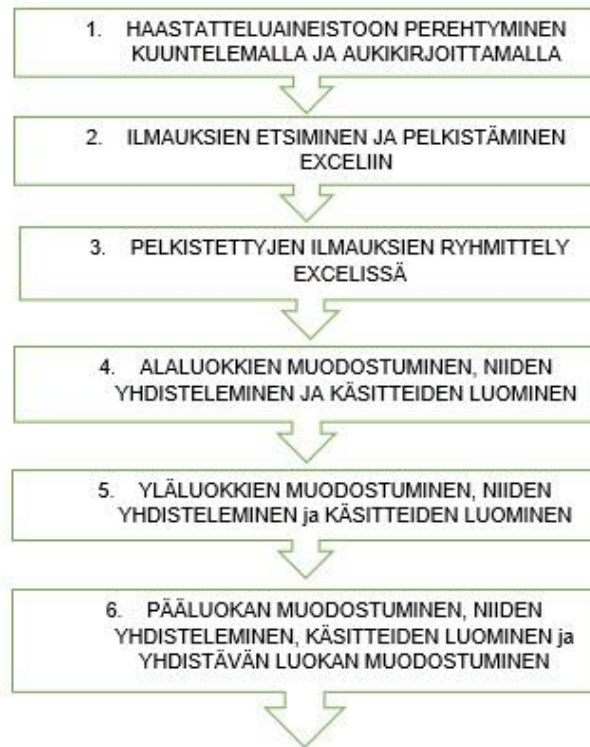 1. HAASTATTELUAINEISTOON PEREHTYMINEN
KUUNTELEMALLA JA AUKIKIRJOITTAMALLA
2. ILMAUKSIEN ETSIMINEN JA PELKISTÄMINEN
EXCELIIN
3. PELKISTETTYJEN ILMAUKSIEN RYHMITTELY
EXCELISSÄ
4. ALALUOKKIEN MUODOSTUMINEN, NIIDEN
YHDISTELEMINEN JA KÄSITTEIDEN LUOMINEN
5. YLÄLUOKKIEN MUODOSTUMINEN, NIIDEN
YHDISTELEMINEN ja KÄSITTEIDEN LUOMINEN
6. PÄÄLUOKAN MUODOSTUMINEN, NIIDEN
YHDISTELEMINEN, KÄSITTEIDEN LUOMINEN ja
YHDISTÄVÄN LUOKAN MUODOSTUMINEN